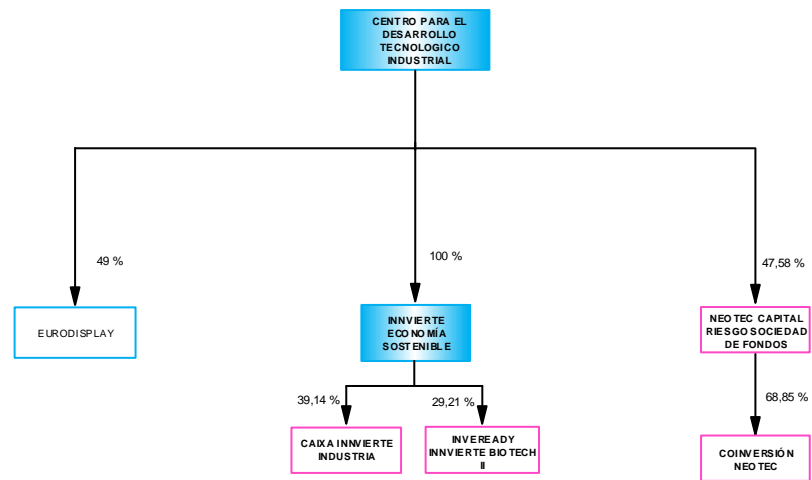 CENTRO PARA EL
DESARROLLO
TECNOLOGICO
INDUSTRIAL
49 %
100 %
47,58 %
EURODISPLAY
INNVIERTE
ECONOMÍA
SOSTENIBLE
NEOTEC CAPITAL
RIESGO SOCIEDAD
DE FONDOS
39,14 %
29,21 %
68,85 %
CAIXA INNVIERTE
INDUSTRIA
INVEREADY
INNVIERTE BIOTECH
II
COINVERSIÓN
NEOTEC